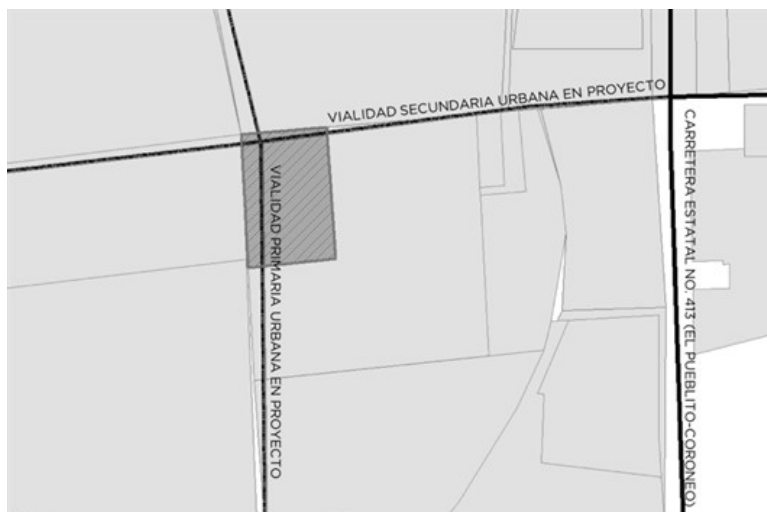 VIALIDAD SECUNDARIA URBANA EN PROYECTO
VIALIDAD PRIMARIA URBANA EN PROYECTO
CARRETERA ESTATAL NO. 413 (EL PUEBLITO-CORONEO)